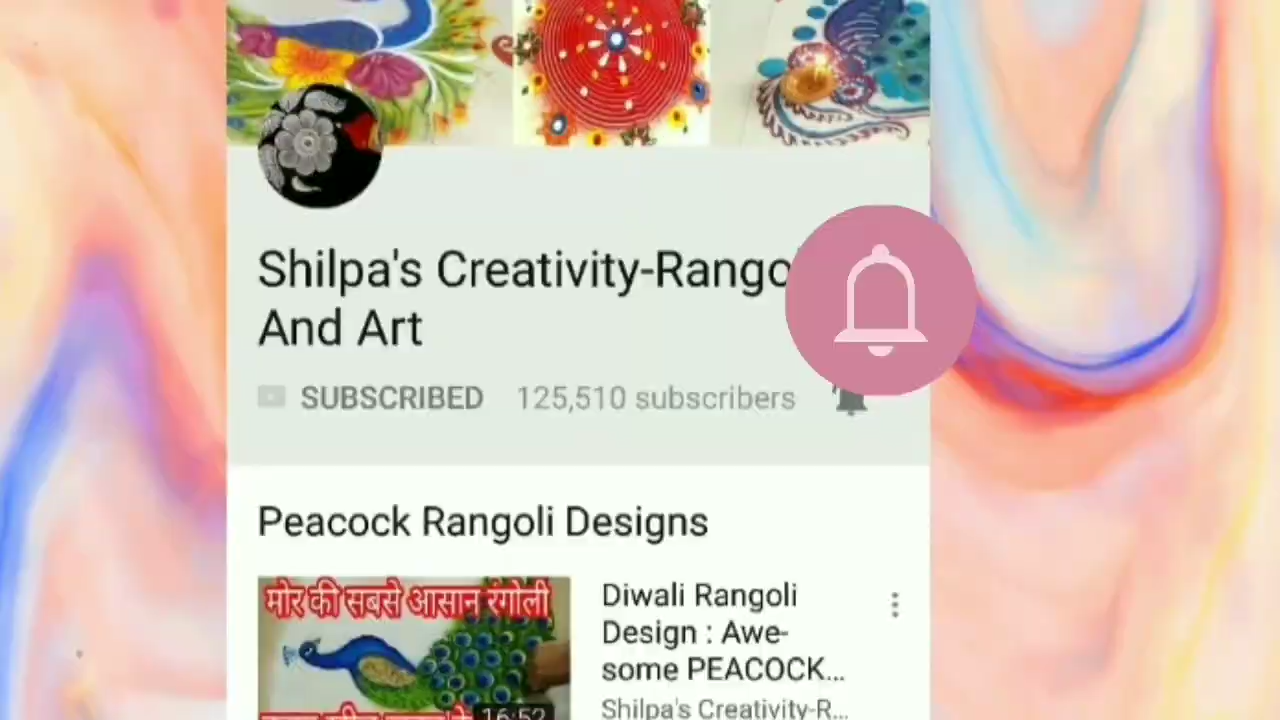 Shilpa's Creativity-Rango
And Art
SUBSCRIBED 125,510 subscribers
Peacock Rangoli Designs
मोर की सबसे आसान रंगोली
Diwali Rangoli
Design : Awe-
some PEACOCK...
16:52
Shilpa's Creativity-R...